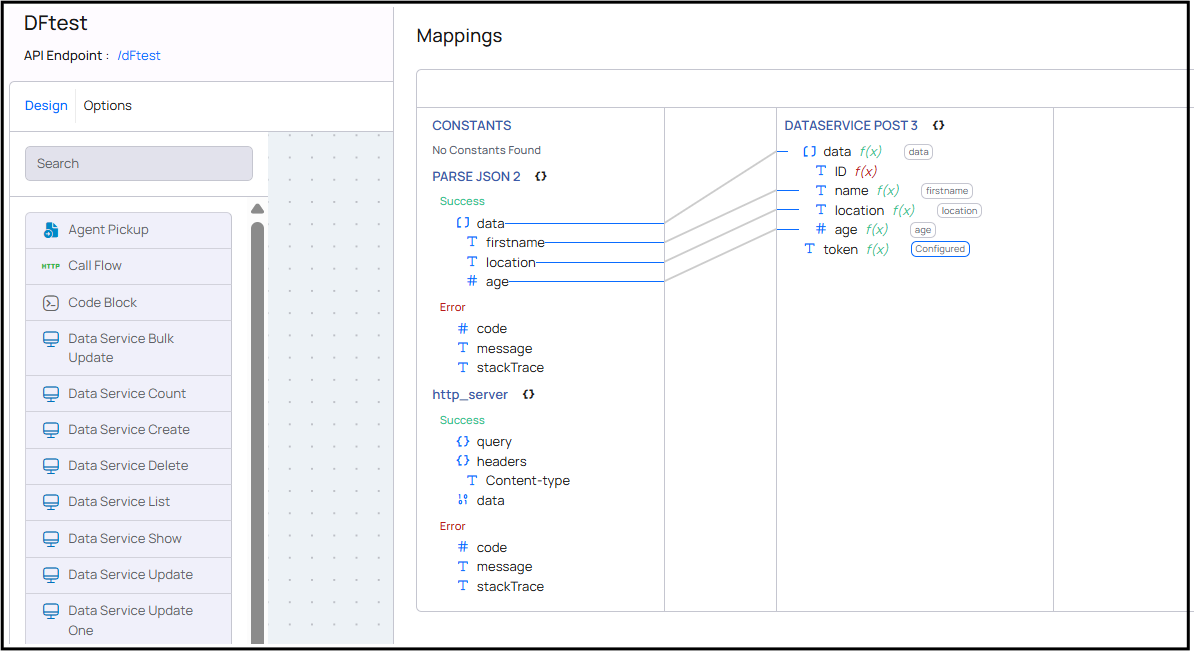 DFtest
API Endpoint : /dFtest
Design Options
Search
Agent Pickup
HTTP Call Flow
Code Block
Data Service Bulk
Update
Data Service Count
Data Service Create
Data Service Delete
Data Service List
Data Service Show
Data Service Update
Data Service Update
One
Mappings
CONSTANTS
No Constants Found
PARSE JSON 2 {}
Success
[] data
T firstname
T location
# age
Error
# code
T message
T stackTrace
http_server {}
Success
{} query
{} headers
T Content-type
data
Error
# code
T message
T stackTrace
DATASERVICE POST 3 {}
[] data f(x) data
T ID f(x)
T name f(x) firstname
T location f(x) location
# age f(x) age
T token f(x) Configured